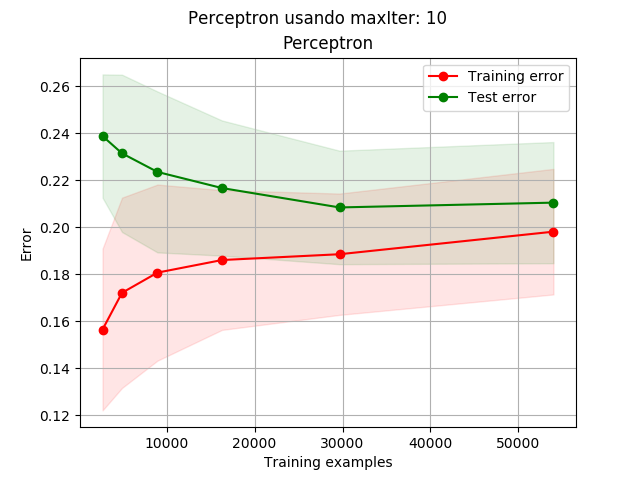 Perceptron usando maxIter: 10
Perceptron
Training error
Test error
0.26
0.24
0.22
0.20
0.18
0.16
0.14
0.12
Error
10000 20000 30000 40000 50000
Training examples